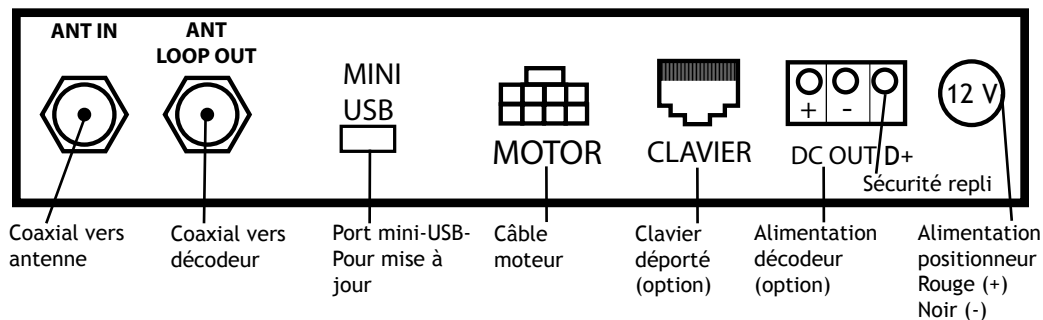 ANT IN
ANT
LOOP OUT
MINI
USB
MOTOR
CLAVIER
+ -
DC OUT D+
12 V
Sécurité repli
Coaxial vers
antenne
Coaxial vers
décodeur
Port mini-USB-
Pour mise à
jour
Câble
moteur
Clavier
déporté
(option)
Alimentation
décodeur
(option)
Alimentation
positionneur
Rouge (+)
Noir (-)